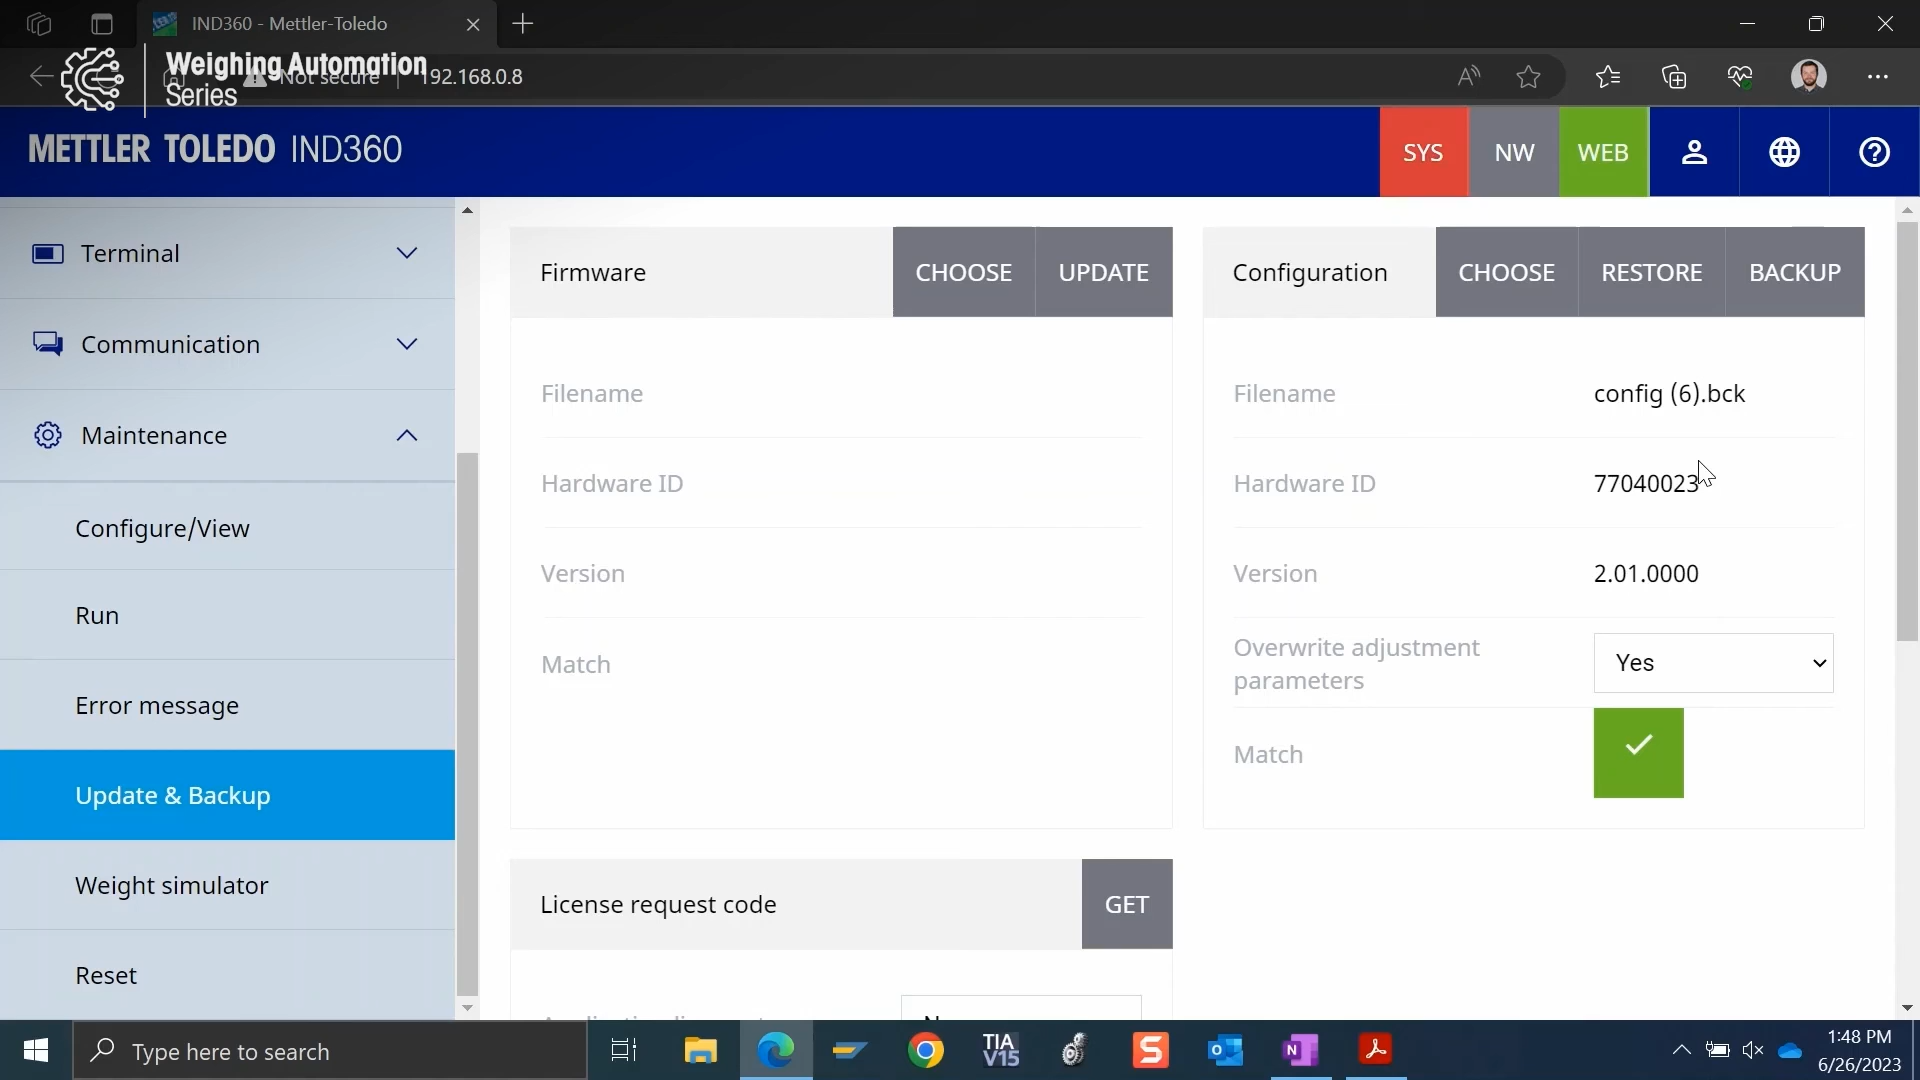 IND360 - Mettler-Toledo
Weighing Automation
Series
Not secure
192.168.0.8
METTLER TOLEDO IND360
SYS
NW
WEB
Terminal
Communication
Maintenance
Configure/View
Run
Error message
Update & Backup
Weight simulator
Reset
Firmware
CHOOSE
UPDATE
Filename
Hardware ID
Version
Match
Configuration
CHOOSE
RESTORE
BACKUP
Filename
config (6).bck
Hardware ID
77040023
Version
2.01.0000
Overwrite adjustment
parameters
Yes
Match
License request code
GET
Type here to search
TIA
V15
1:48 PM
6/26/2023